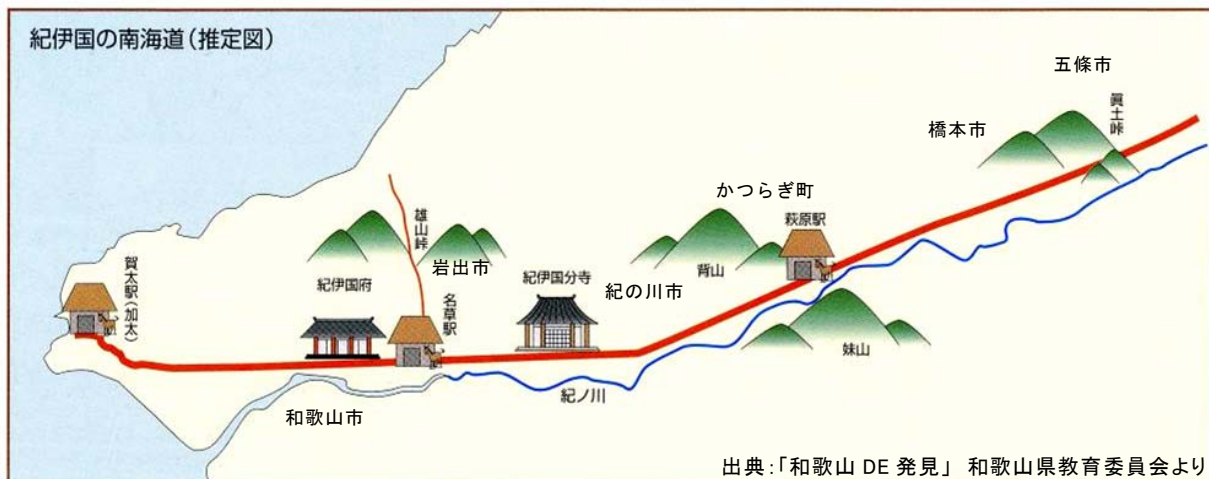 紀伊国の南海道(推定図)
五條市
眞土峠
橋本市
かつらぎ町
萩原駅
背山
妹山
雄山峠
岩出市
紀伊国府
名草駅
紀伊国分寺
紀の川市
賀太駅(加太)
紀ノ川
和歌山市
出典:「和歌山 DE 発見」 和歌山県教育委員会より